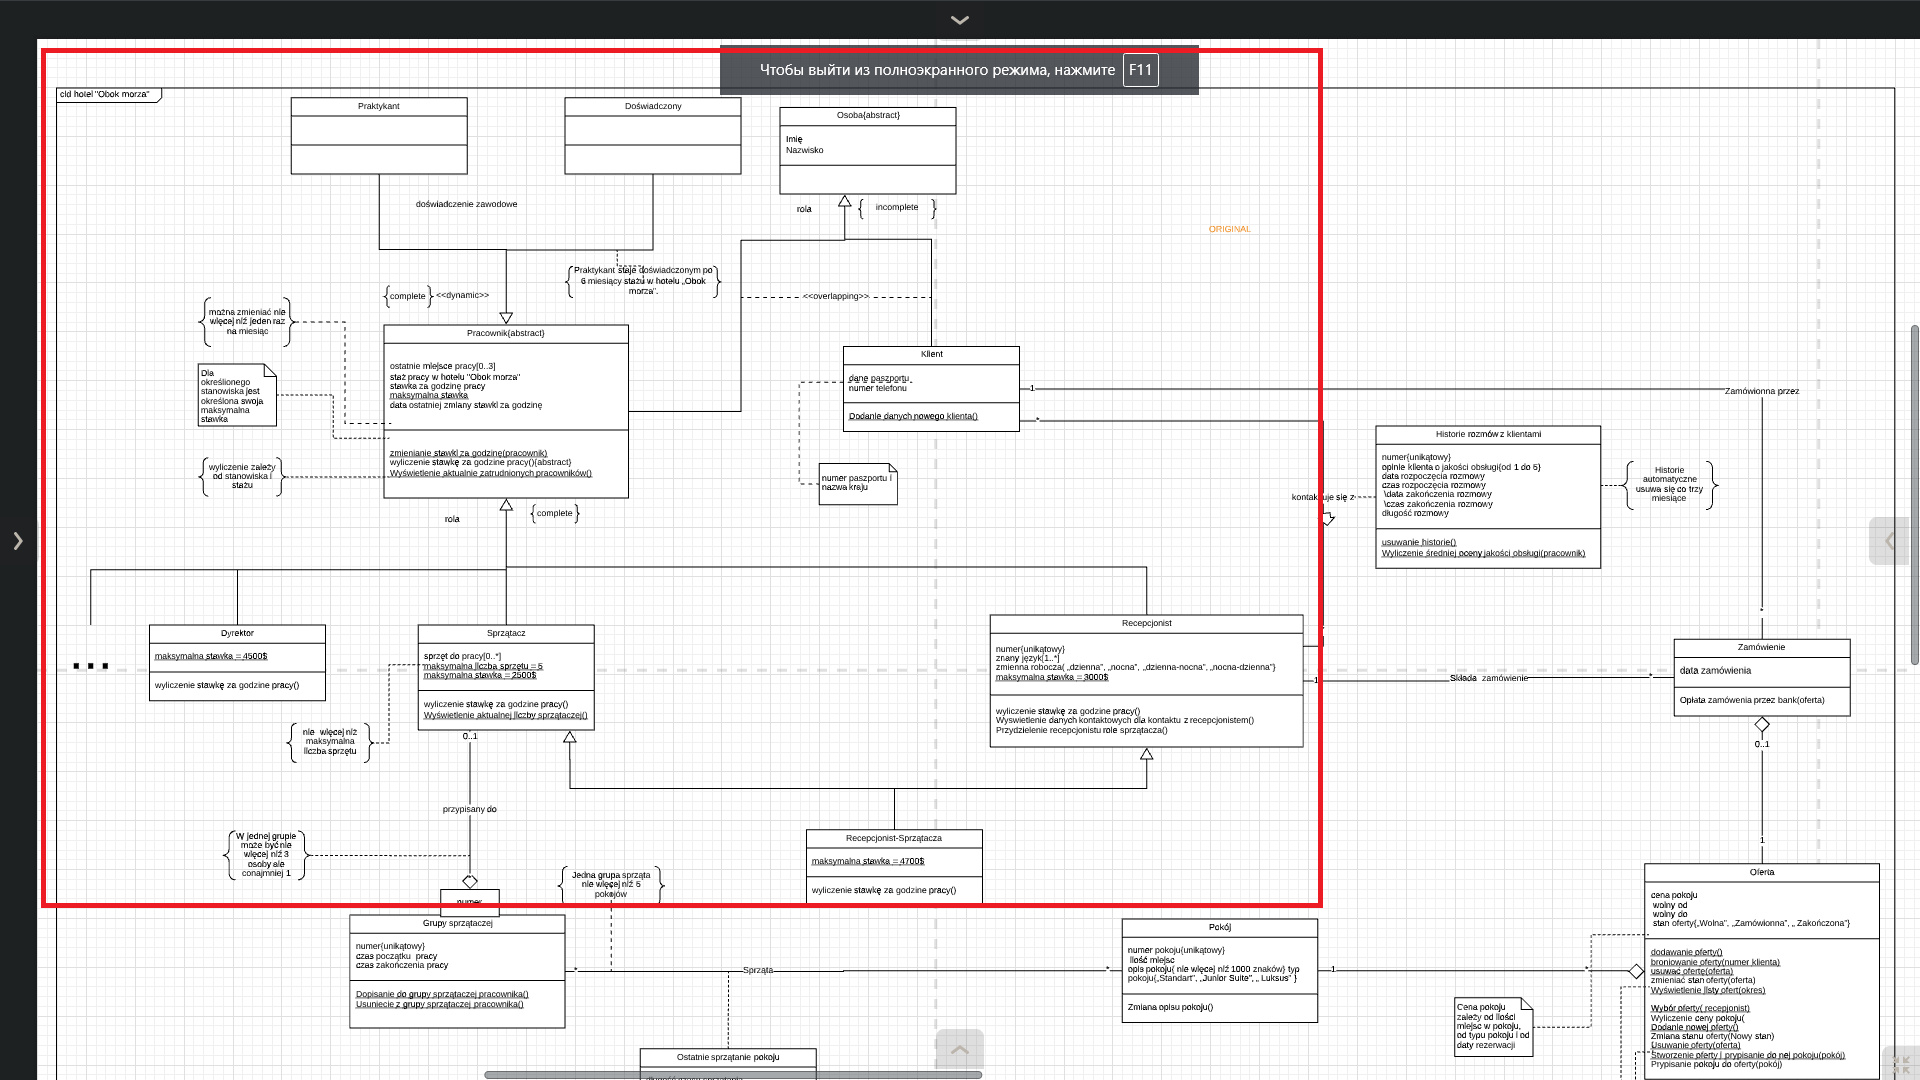 Чтобы выйти из полноэкранного режима, нажмите F11
cld hotel "Obok morza"
Praktykant
Doświadczony
Osoba{abstract}
Imię
Nazwisko
doświadczenie zawodowe
rola
incomplete
ORIGINAL
Praktykant staje doświadczonym po
6 miesiący stażu w hotelu „Obok
morza”.
complete
<<dynamic>>
<<overlapping>>
można zmieniać nie
więcej niż jeden raz
na miesiąc
Pracownik{abstract}
ostatnie miejsce pracy[0..3]
staż pracy w hotelu "Obok morza"
stawka za godzinę pracy
maksymalna stawka
data ostatniej zmiany stawki za godzinę
zmienianie stawki za godzinę(pracownik)
wyliczenie stawkę za godzine pracy(){abstract}
Wyświetlenie aktualnie zatrudnionych pracowników()
Dla
określonego
stanowiska jest
określona swoja
maksymalna
stawka
wyliczenie zależy
od stanowiska i
stażu
Klient
dane paszportu
numer telefonu
Dodanie danych nowego klienta()
1
*
Zamówionna przez
numer paszportu i
nazwa kraju
Historie rozmów z klientami
numer{unikątowy}
opinie klienta o jakości obsługi{od 1 do 5}
data rozpoczęcia rozmowy
czas rozpoczęcia rozmowy
\data zakończenia rozmowy
\czas zakończenia rozmowy
długość rozmowy
usuwanie historie()
Wyliczenie średniej oceny jakości obsługi(pracownik)
Historie
automatyczne
usuwa się co trzy
miesiące
rola
complete
Dyrektor
maksymalna stawka = 4500$
wyliczenie stawkę za godzine pracy()
Sprzątacz
sprzęt do pracy[0..*]
maksymalna liczba sprzętu = 5
maksymalna stawka = 2500$
wyliczenie stawkę za godzine pracy()
Wyświetlenie aktualnej liczby sprzątaczej()
Recepcjonist
numer{unikątowy}
znany język[1..*]
zmienna robocza{ „dzienna”, „nocna”, „dzienna-nocna”, „nocna-dzienna”}
maksymalna stawka = 3000$
wyliczenie stawkę za godzine pracy()
Wyswietlenie danych kontaktowych dla kontaktu z recepcjonistem()
Przydzielenie recepcjonistu role sprzątacza()
1
Składa zamówienie
*
*
Zamówienie
data zamówienia
Opłata zamówienia przez bank(oferta)
0..1
1
nie więcej niż
maksymalna
liczba sprzętu
0..1
przypisany do
W jednej grupie
może być nie
więcej niż 3
osoby ale
conajmniej 1
Recepcjonist-Sprzątacza
maksymalna stawka = 4700$
wyliczenie stawkę za godzine pracy()
Jedna grupa sprząta
nie więcej niż 5
pokojów
numer
Grupy sprzątaczej
numer{unikątowy}
czas początku pracy
czas zakończenia pracy
Dopisanie do grupy sprzątaczej pracownika()
Usuniecie z grupy sprzątaczej pracownika()
*
Sprząta
*
Pokój
numer pokoju{unikątowy}
ilość miejsc
opis pokoju{ nie więcej niż 1000 znaków} typ
pokoju{„Standart”, „Junior Suite”, „ Luksus” }
Zmiana opisu pokoju()
1
*
Oferta
cena pokoju
wolny od
wolny do
stan oferty{„Wolna”, „Zamówionna”, „ Zakończona”}
dodawanie oferty()
broniowanie oferty(numer klienta)
usuwać ofertę(oferta)
zmieniać stan oferty(oferta)
Wyświetlenie listy ofert(okres)
Wybór oferty( recepjonist)
Wyliczenie ceny pokoju(
Dodanie nowej oferty()
Zmiana stanu oferty(Nowy stan)
Usuwanie oferty(oferta)
Stworzenie oferty i prypisanie do nej pokoju(pokój)
Prypisanie pokoju do oferty(pokój)
Cena pokoju
zależy od ilości
miejsc w pokoju,
od typu pokoju i od
daty rezerwacji
Ostatnie sprzątanie pokoju